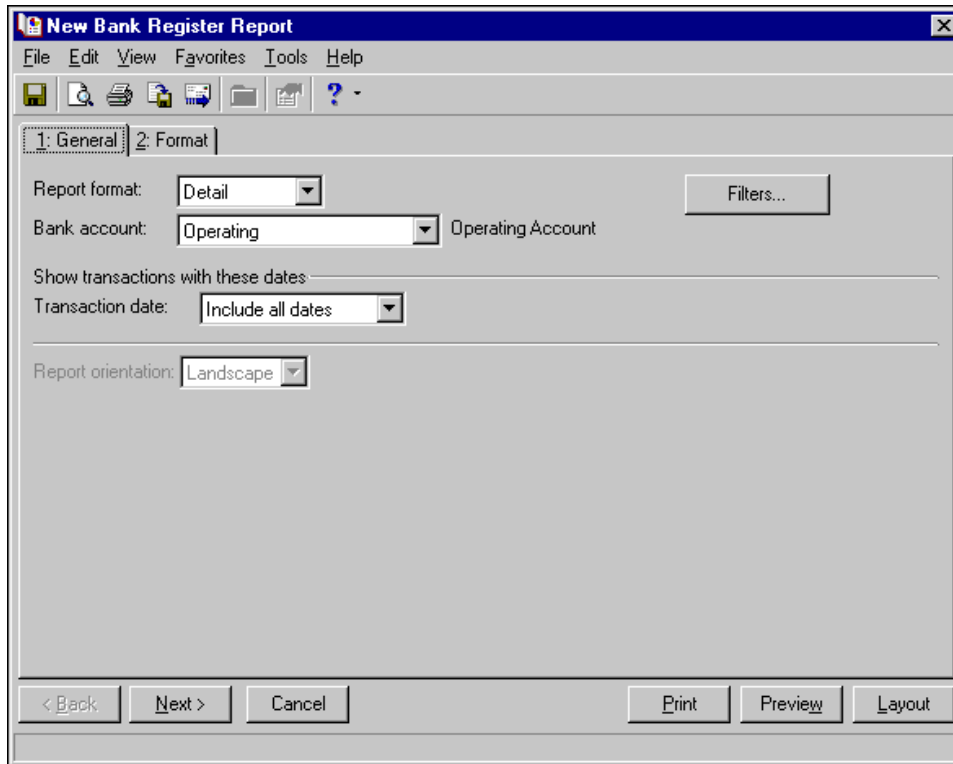 New Bank Register Report
File Edit View Favorites Tools Help
?
1: General 2: Format
Report format: Detail Filters...
Bank account: Operating Operating Account
Show transactions with these dates
Transaction date: Include all dates
Report orientation: Landscape
< Back Next > Cancel Print Preview Layout